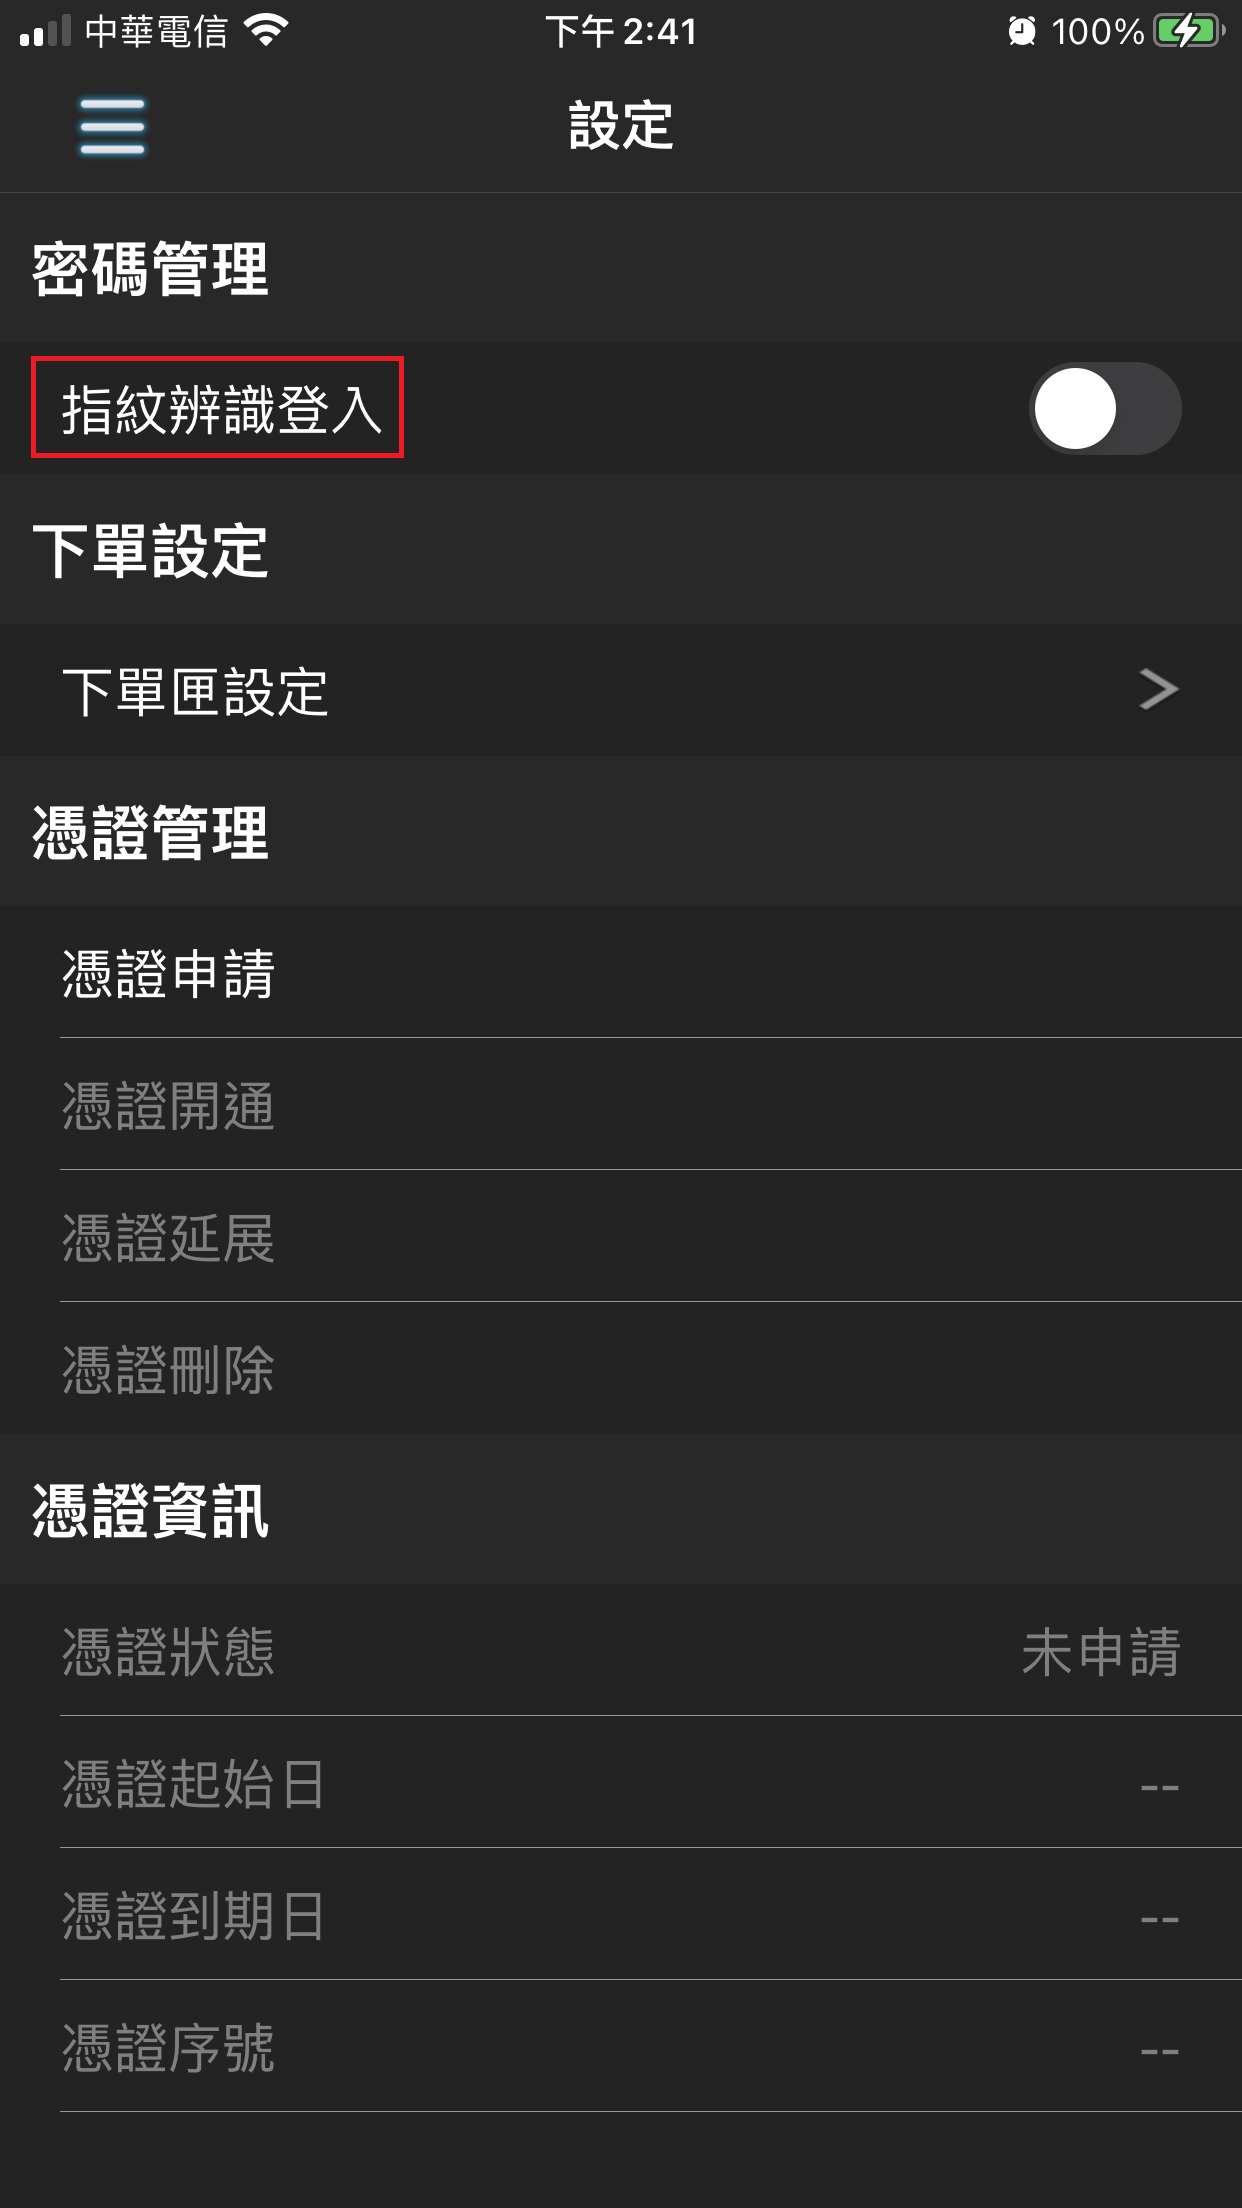 中華電信 下午 2:41 100%
設定
密碼管理
指紋辨識登入
下單設定
下單匣設定
憑證管理
憑證申請
憑證開通
憑證延展
憑證刪除
憑證資訊
憑證狀態 未申請
憑證起始日 --
憑證到期日 --
憑證序號 --